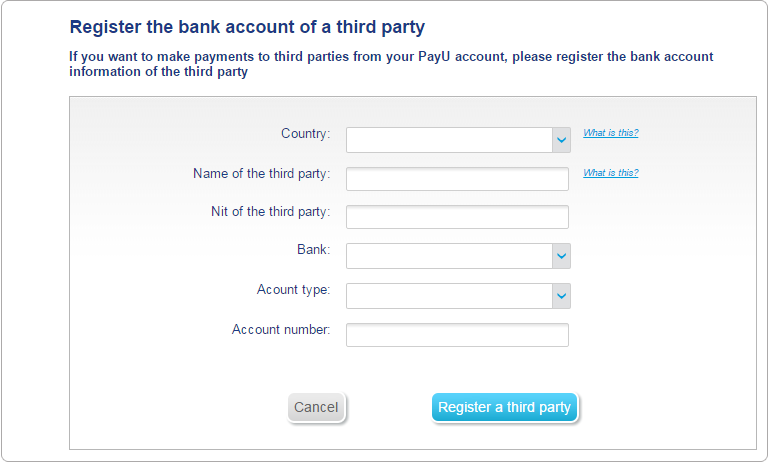 Register the bank account of a third party
If you want to make payments to third parties from your PayU account, please register the bank account
information of the third party
Country:
What is this?
Name of the third party:
What is this?
Nit of the third party:
Bank:
Acount type:
Account number:
Cancel
Register a third party